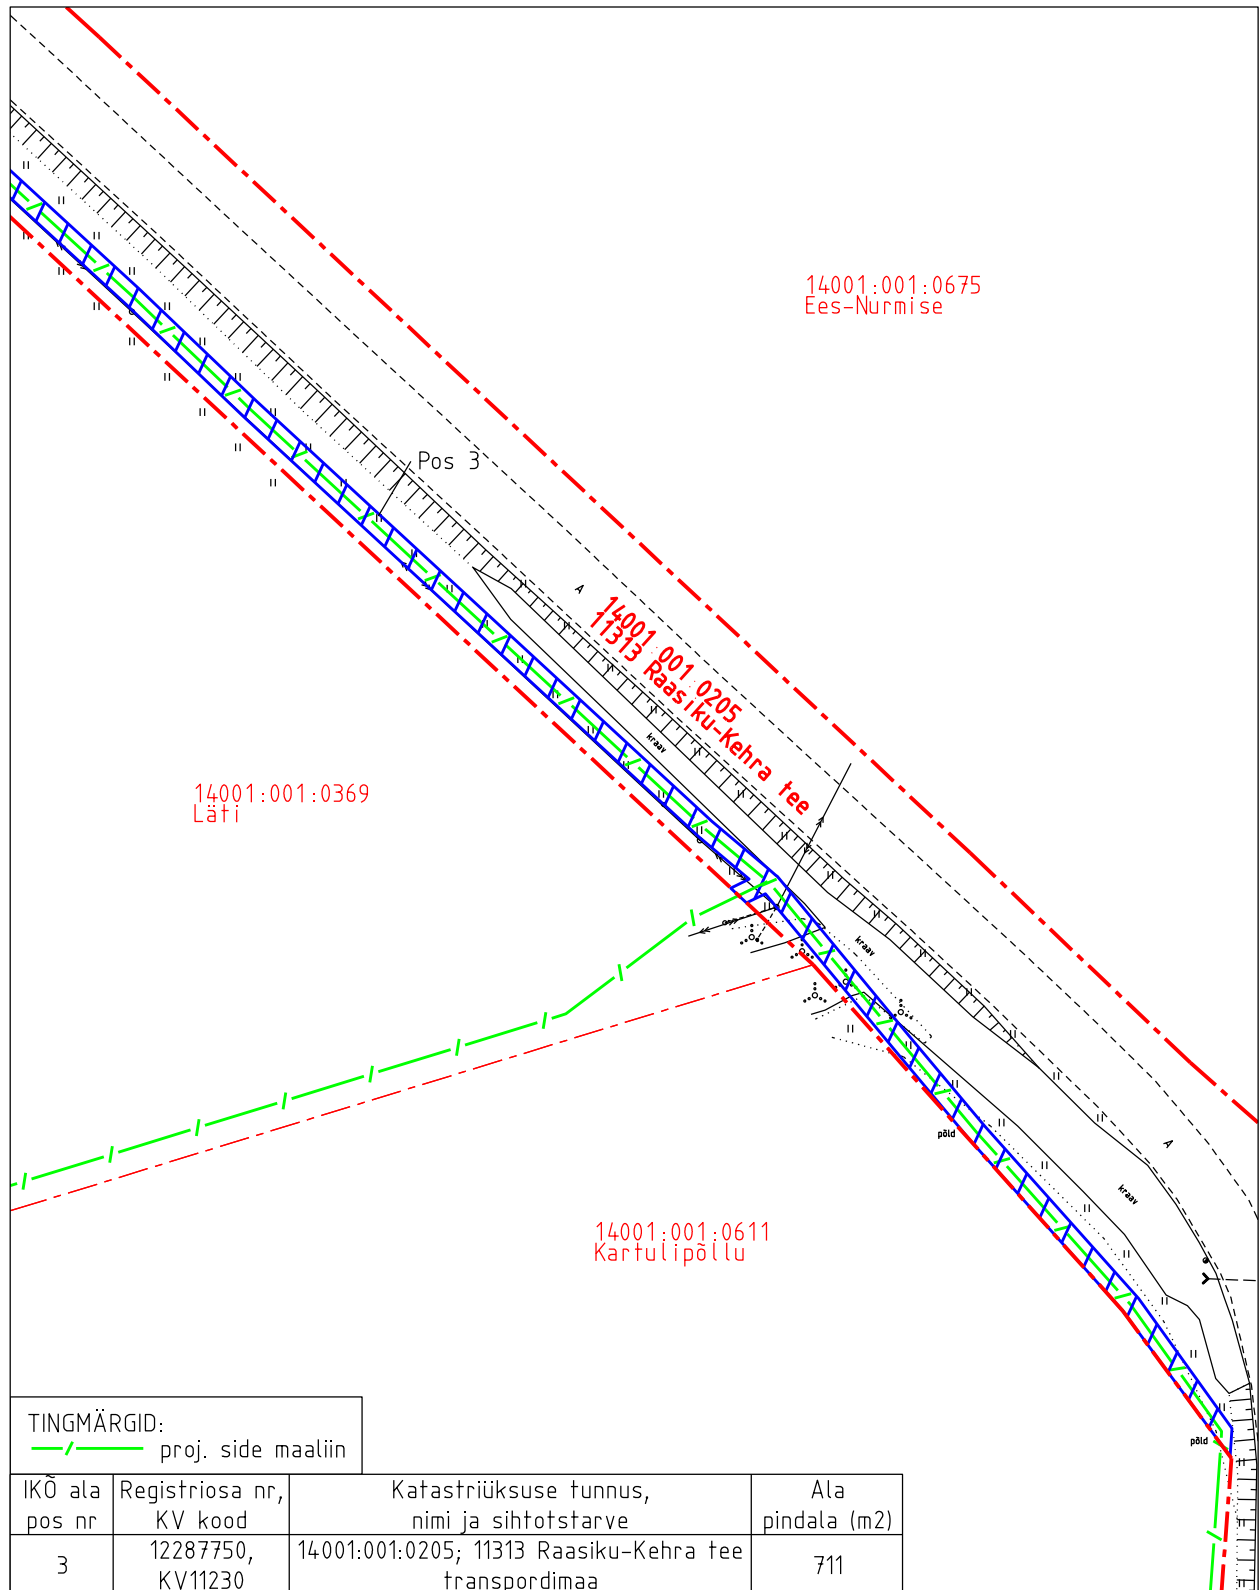 14001:001:0675
Ees-Nurmise
Pos 3
A
14001:001:0205
11313 Raasiku-Kehra tee
kraav
14001:001:0369
Läti
kraav
põld
A
kraav
14001:001:0611
Kartulipõllu
põld
TINGMÄRGID:
proj. side maaliin
IKÕ ala pos nr
Registriosa nr, KV kood
Katastriüksuse tunnus, nimi ja sihtotstarve
Ala pindala (m2)
3
12287750, KV11230
14001:001:0205; 11313 Raasiku-Kehra tee transpordimaa
711